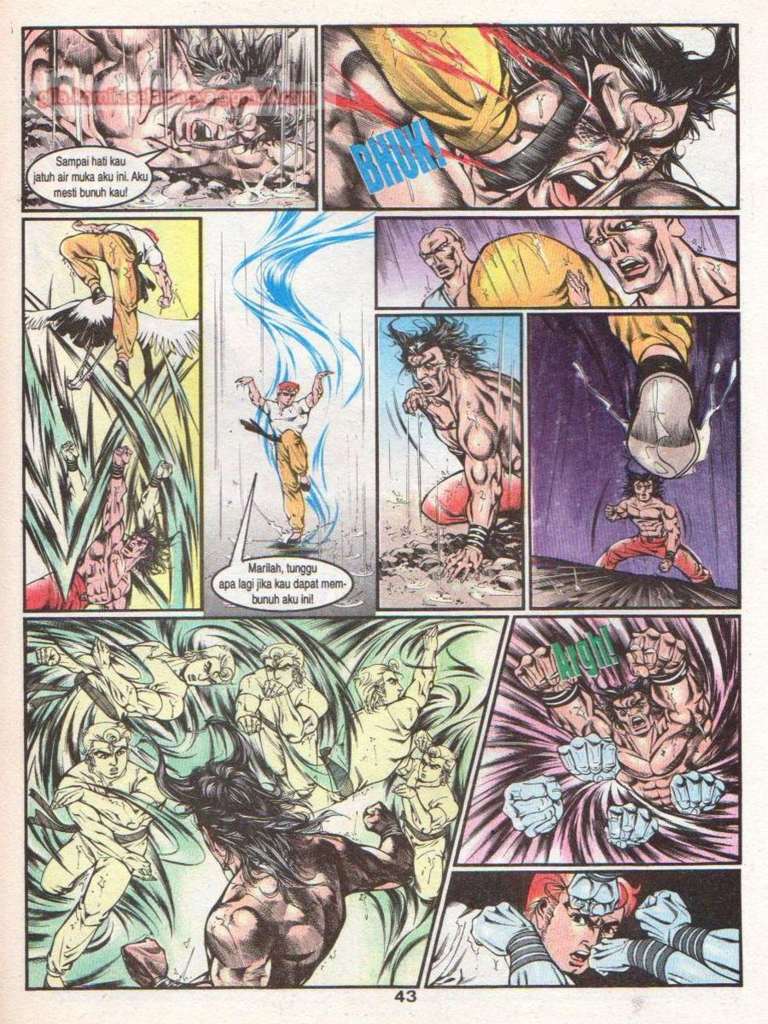 Sampai hati kau
jatuh air muka aku ini. Aku
mesti bunuh kau!
BHUK!
Marilah, tunggu
apa lagi jika kau dapat mem-
bunuh aku ini!
Argh!
43